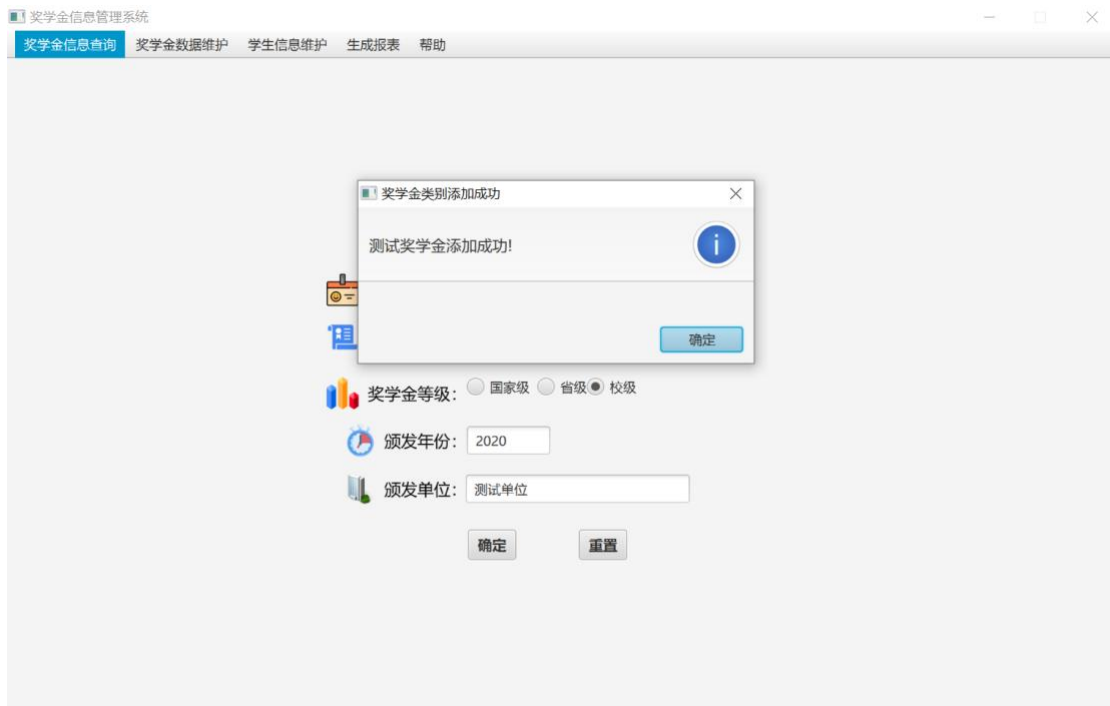 奖学金信息管理系统
奖学金信息查询 奖学金数据维护 学生信息维护 生成报表 帮助
奖学金类别添加成功
测试奖学金添加成功!
i
确定
奖学金等级: 国家级 省级 校级
颁发年份: 2020
颁发单位: 测试单位
确定 重置